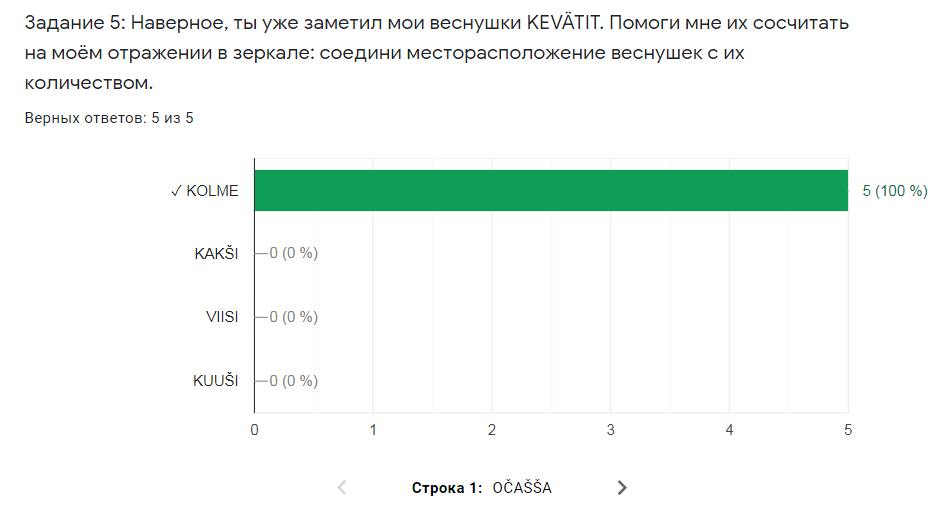 Задание 5: Наверное, ты уже заметил мои веснушки KEVÄTIT. Помоги мне их сосчитать
на моём отражении в зеркале: соедини месторасположение веснушек с их
количеством.
Верных ответов: 5 из 5
✓ KOLME
5 (100 %)
KAKŠI
0 (0 %)
VIISI
0 (0 %)
KUUŠI
0 (0 %)
0 1 2 3 4 5
Строка 1: OČAŠŠA